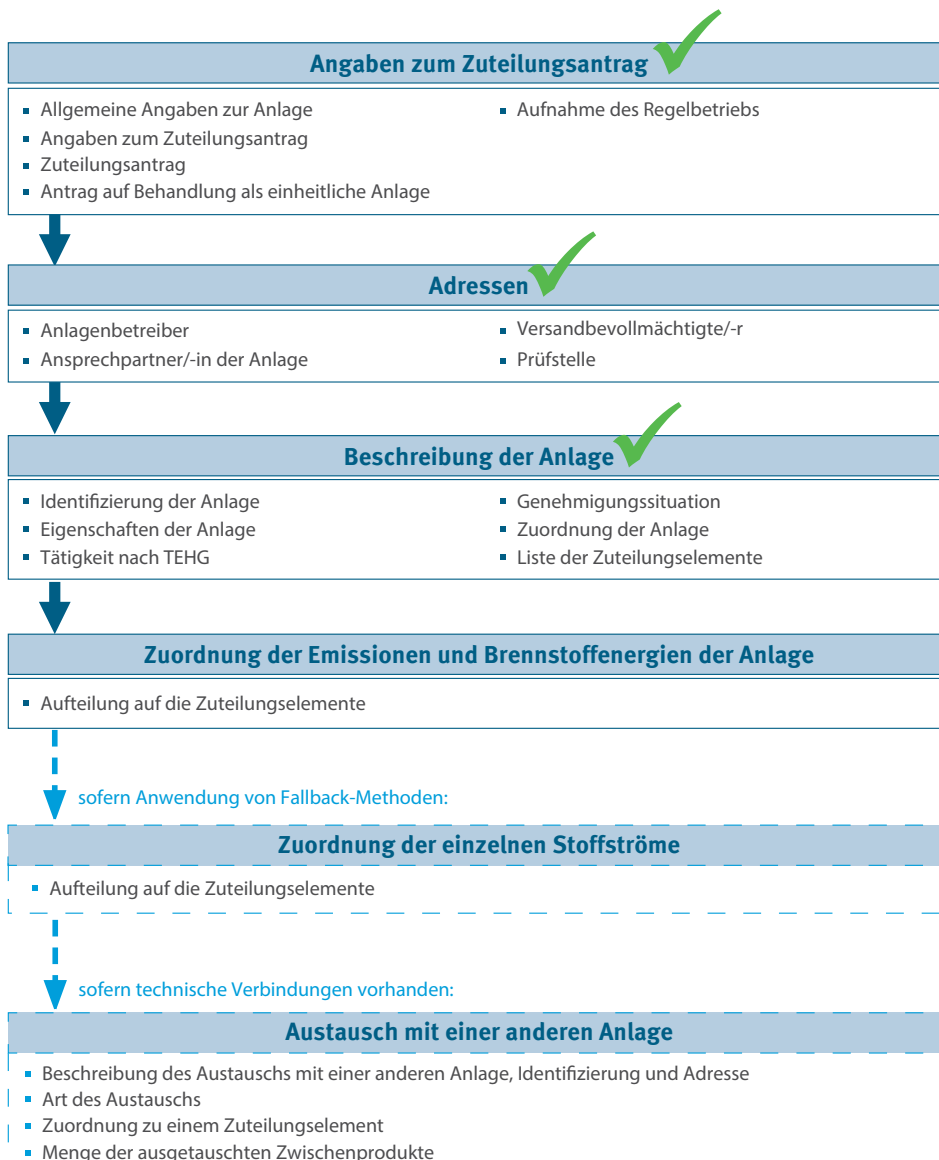 Angaben zum Zuteilungsantrag
Allgemeine Angaben zur Anlage
Angaben zum Zuteilungsantrag
Zuteilungsantrag
Antrag auf Behandlung als einheitliche Anlage
Aufnahme des Regelbetriebs
Adressen
Anlagenbetreiber
Ansprechpartner/-in der Anlage
Versandbevollmächtigte/-r
Prüfstelle
Beschreibung der Anlage
Identifizierung der Anlage
Eigenschaften der Anlage
Tätigkeit nach TEHG
Genehmigungssituation
Zuordnung der Anlage
Liste der Zuteilungselemente
Zuordnung der Emissionen und Brennstoffenergien der Anlage
Aufteilung auf die Zuteilungselemente
sofern Anwendung von Fallback-Methoden:
Zuordnung der einzelnen Stoffströme
Aufteilung auf die Zuteilungselemente
sofern technische Verbindungen vorhanden:
Austausch mit einer anderen Anlage
Beschreibung des Austauschs mit einer anderen Anlage, Identifizierung und Adresse
Art des Austauschs
Zuordnung zu einem Zuteilungselement
Menge der ausgetauschten Zwischenprodukte